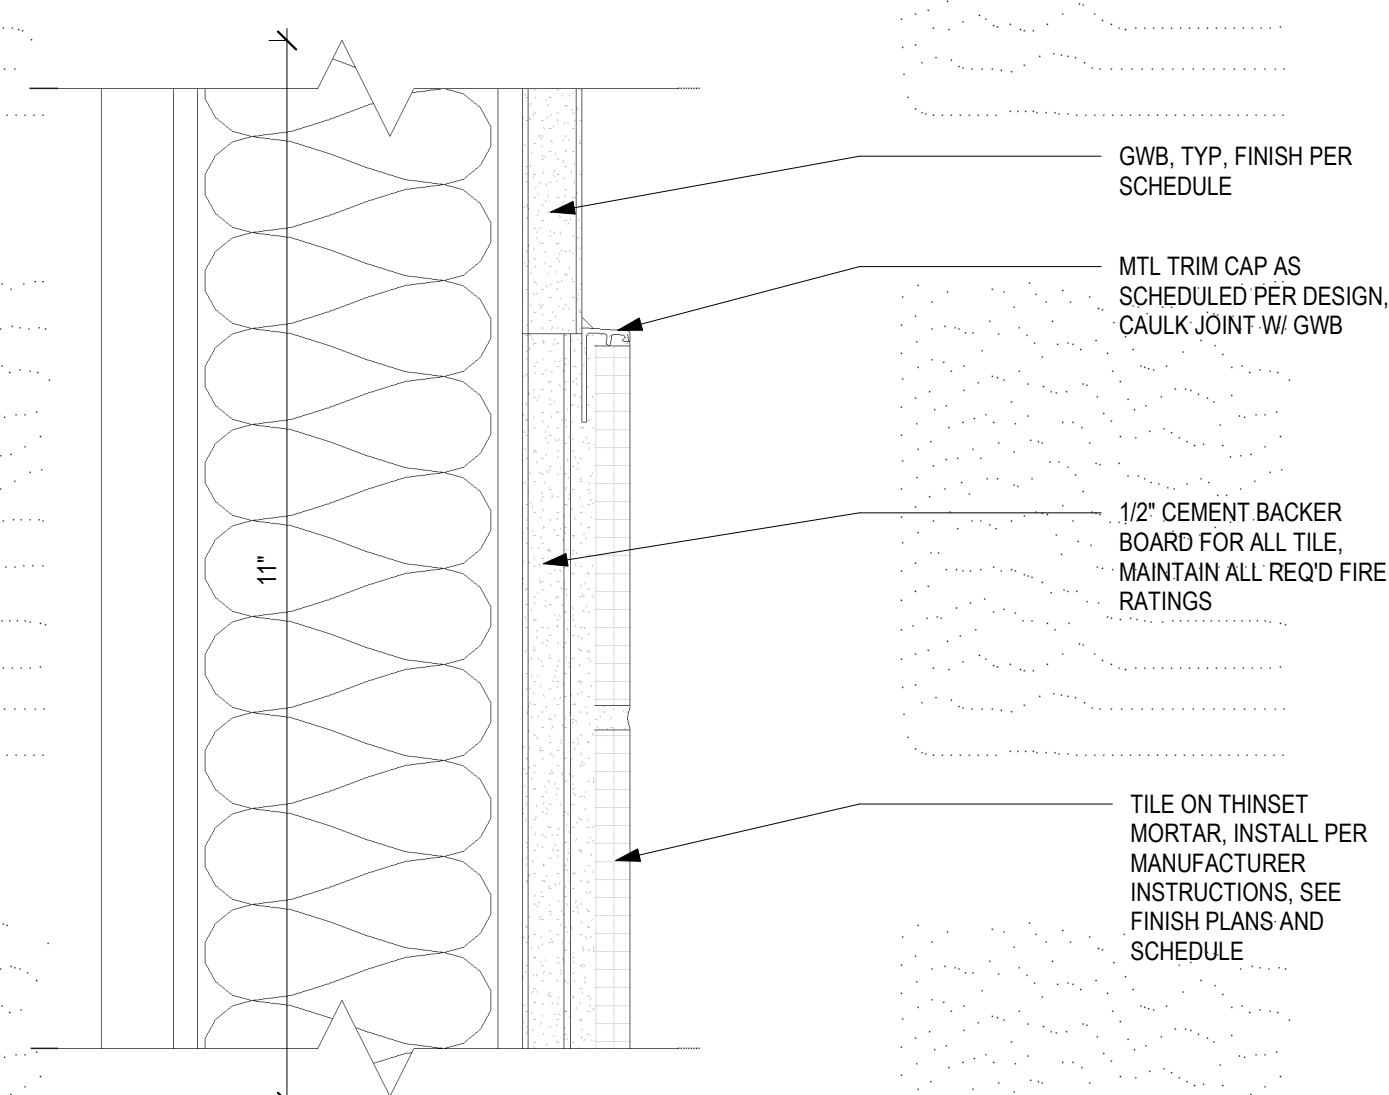 GWB, TYP, FINISH PER
SCHEDULE
MTL TRIM CAP AS
SCHEDULED PER DESIGN,
CAULK JOINT W/ GWB
11"
1/2" CEMENT BACKER
BOARD FOR ALL TILE,
MAINTAIN ALL REQ'D FIRE
RATINGS
TILE ON THINSET
MORTAR, INSTALL PER
MANUFACTURER
INSTRUCTIONS, SEE
FINISH PLANS AND
SCHEDULE